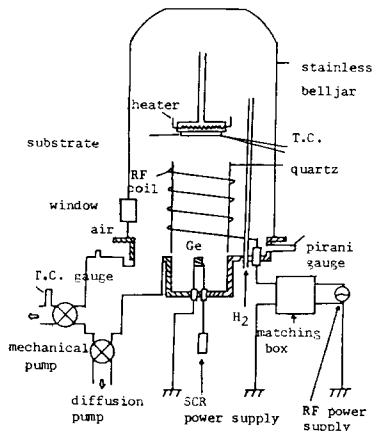 stainless
belljar
heater
T.C.
substrate
RF
coil
quartz
window
air
Ge
pirani
gauge
T.C. gauge
H2
matching
box
mechanical
pump
diffusion
pump
SCR
power supply
RF power
supply